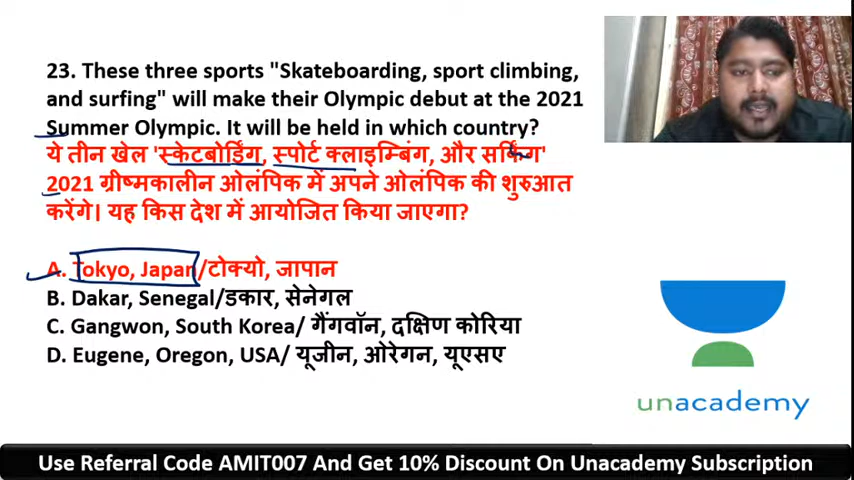 23. These three sports "Skateboarding, sport climbing,
and surfing" will make their Olympic debut at the 2021
Summer Olympic. It will be held in which country?
ये तीन खेल 'स्केटबोर्डिंग, स्पोर्ट क्लाइम्बिंग, और सर्फिंग'
2021 ग्रीष्मकालीन ओलंपिक में अपने ओलंपिक की शुरुआत
करेंगे। यह किस देश में आयोजित किया जाएगा?
A. Tokyo, Japan/टोक्यो, जापान
B. Dakar, Senegal/डकार, सेनेगल
C. Gangwon, South Korea/ गैंगवॉन, दक्षिण कोरिया
D. Eugene, Oregon, USA/ यूजीन, ओरेगन, यूएसए
unacademy
Use Referral Code AMIT007 And Get 10% Discount On Unacademy Subscription